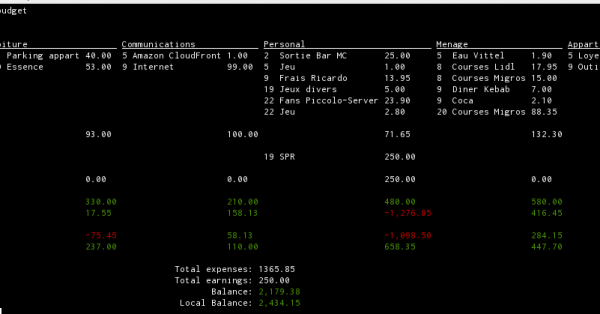 udget
iture Communications Personal Menage Appart
Parking appart 40.00 5 Amazon CloudFront 1.00 2 Sortie Bar MC 25.00 5 Eau Vittel 1.90 5 Loye
Essence 53.00 9 Internet 99.00 5 Jeu 1.00 8 Courses Lidl 17.95 9 Outi
9 Frais Ricardo 13.95 8 Courses Migros 15.00
19 Jeux divers 5.00 9 Diner Kebab 7.00
22 Fans Piccolo-Server 23.90 9 Coca 2.10
22 Jeu 2.80 20 Courses Migros 88.35
93.00 100.00 71.65 132.30
19 SPR 250.00
0.00 0.00 250.00 0.00
330.00 210.00 480.00 580.00
17.55 158.13 -1,276.85 416.45
-75.45 58.13 -1,098.50 284.15
237.00 110.00 658.35 447.70
Total expenses: 1365.85
Total earnings: 250.00
Balance: 2,179.38
Local Balance: 2,434.15